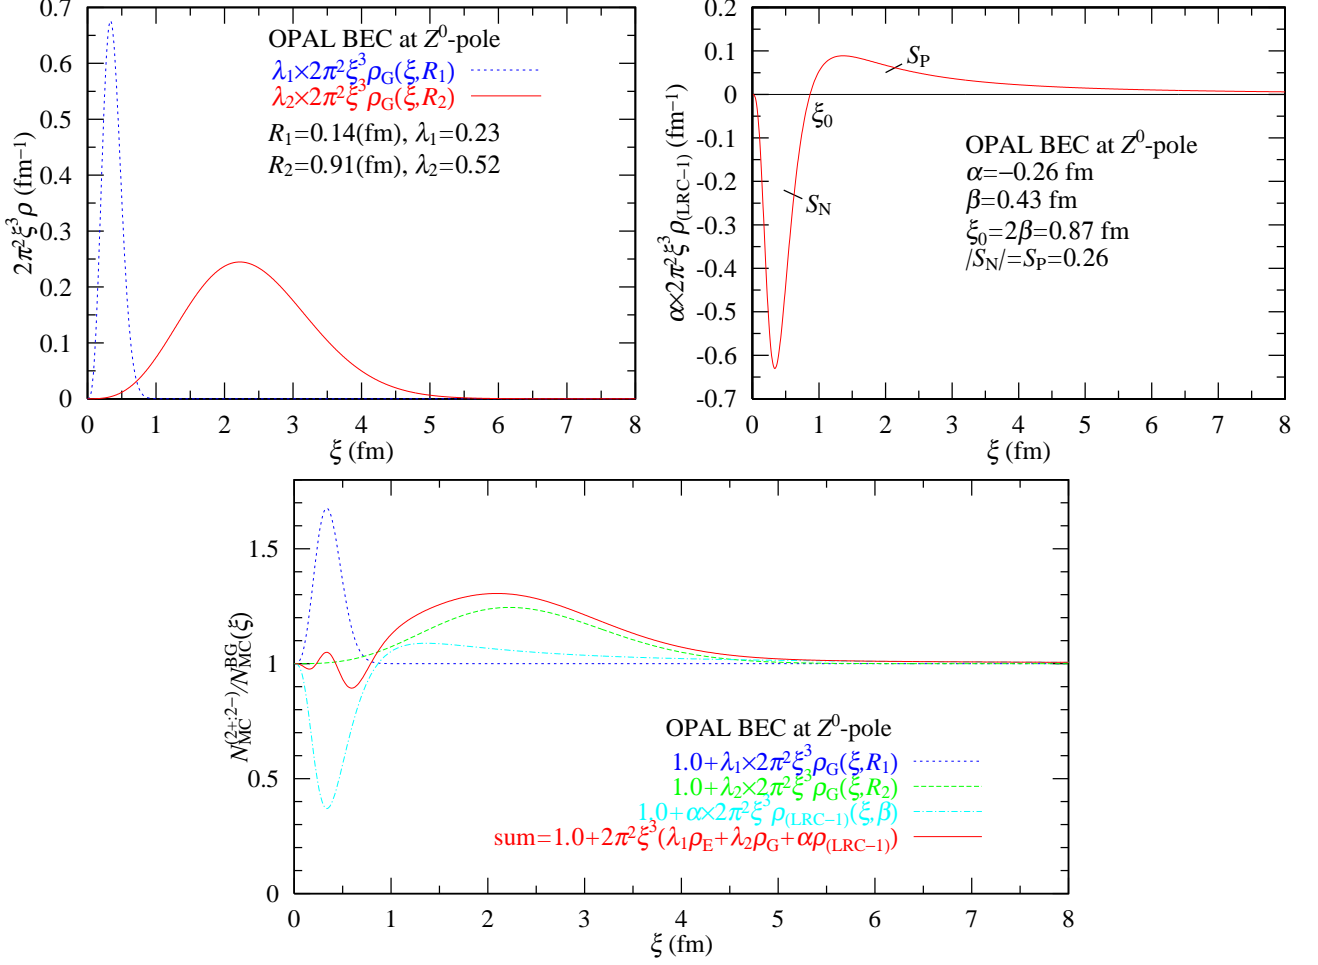 2π²ξ³ρ (fm⁻¹)
0.7
0.6
0.5
0.4
0.3
0.2
0.1
0
OPAL BEC at Z⁰-pole
λ₁×2π²ξ³ρ_G(ξ,R₁)
λ₂×2π²ξ³ρ_G(ξ,R₂)
R₁=0.14(fm), λ₁=0.23
R₂=0.91(fm), λ₂=0.52
0 1 2 3 4 5 6 7 8
ξ (fm)
α×2π²ξ³ρ_(LRC−1) (fm⁻¹)
0.2
0.1
0
-0.1
-0.2
-0.3
-0.4
-0.5
-0.6
-0.7
S_P
ξ₀
S_N
OPAL BEC at Z⁰-pole
α=−0.26 fm
β=0.43 fm
ξ₀=2β=0.87 fm
/S_N/=S_P=0.26
0 1 2 3 4 5 6 7 8
ξ (fm)
N_MC^(2+:2−)/N_MC^BG(ξ)
1.5
1
0.5
0
OPAL BEC at Z⁰-pole
1.0+λ₁×2π²ξ³ρ_G(ξ,R₁)
1.0+λ₂×2π²ξ³ρ_G(ξ,R₂)
1.0+α×2π²ξ³ρ_(LRC−1)(ξ,β)
sum=1.0+2π²ξ³(λ₁ρ_E+λ₂ρ_G+αρ_(LRC−1))
0 1 2 3 4 5 6 7 8
ξ (fm)